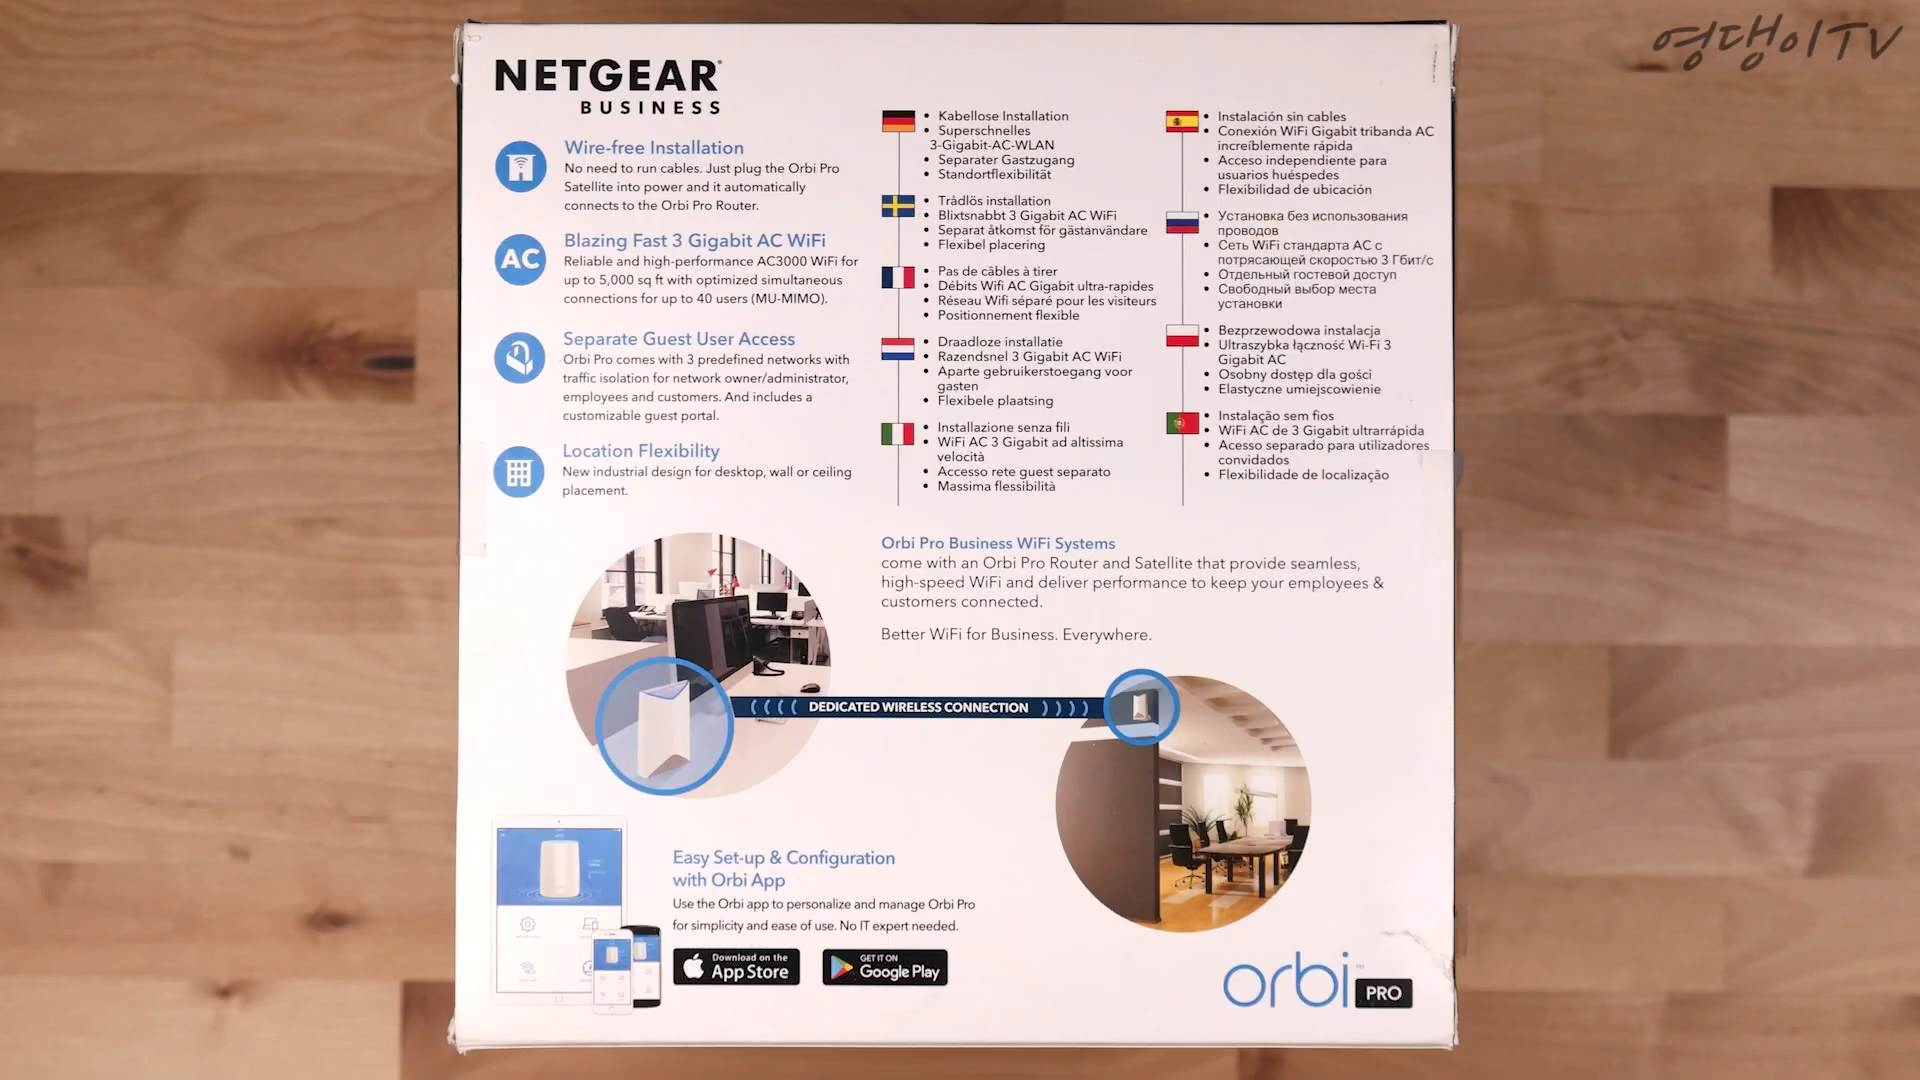 영댕이TV
NETGEAR
BUSINESS
Wire-free Installation
No need to run cables. Just plug the Orbi Pro
Satellite into power and it automatically
connects to the Orbi Pro Router.
AC
Blazing Fast 3 Gigabit AC WiFi
Reliable and high-performance AC3000 WiFi for
up to 5,000 sq ft with optimized simultaneous
connections for up to 40 users (MU-MIMO).
Separate Guest User Access
Orbi Pro comes with 3 predefined networks with
traffic isolation for network owner/administrator,
employees and customers. And includes a
customizable guest portal.
Location Flexibility
New industrial design for desktop, wall or ceiling
placement.
• Kabellose Installation
• Superschnelles
3-Gigabit-AC-WLAN
• Separater Gastzugang
• Standortflexibilität
• Trådlös installation
• Blixtsnabbt 3 Gigabit AC WiFi
• Separat åtkomst för gästanvändare
• Flexibel placering
• Pas de câbles à tirer
• Débits Wifi AC Gigabit ultra-rapides
• Réseau Wifi séparé pour les visiteurs
• Positionnement flexible
• Draadloze installatie
• Razendsnel 3 Gigabit AC WiFi
• Aparte gebruikerstoegang voor
gasten
• Flexibele plaatsing
• Installazione senza fili
• WiFi AC 3 Gigabit ad altissima
velocità
• Accesso rete guest separato
• Massima flessibilità
• Instalación sin cables
• Conexión WiFi Gigabit tribanda AC
increíblemente rápida
• Acceso independiente para
usuarios huéspedes
• Flexibilidad de ubicación
• Установка без использования
проводов
• Сеть WiFi стандарта AC с
потрясающей скоростью 3 Гбит/с
• Отдельный гостевой доступ
• Свободный выбор места
установки
• Bezprzewodowa instalacja
• Ultraszybka łączność Wi-Fi 3
Gigabit AC
• Osobny dostęp dla gości
• Elastyczne umiejscowienie
• Instalação sem fios
• WiFi AC de 3 Gigabit ultrarrápida
• Acesso separado para utilizadores
convidados
• Flexibilidade de localização
Orbi Pro Business WiFi Systems
come with an Orbi Pro Router and Satellite that provide seamless,
high-speed WiFi and deliver performance to keep your employees &
customers connected.
Better WiFi for Business. Everywhere.
DEDICATED WIRELESS CONNECTION
Easy Set-up & Configuration
with Orbi App
Use the Orbi app to personalize and manage Orbi Pro
for simplicity and ease of use. No IT expert needed.
Download on the
App Store
GET IT ON
Google Play
orbi™ PRO